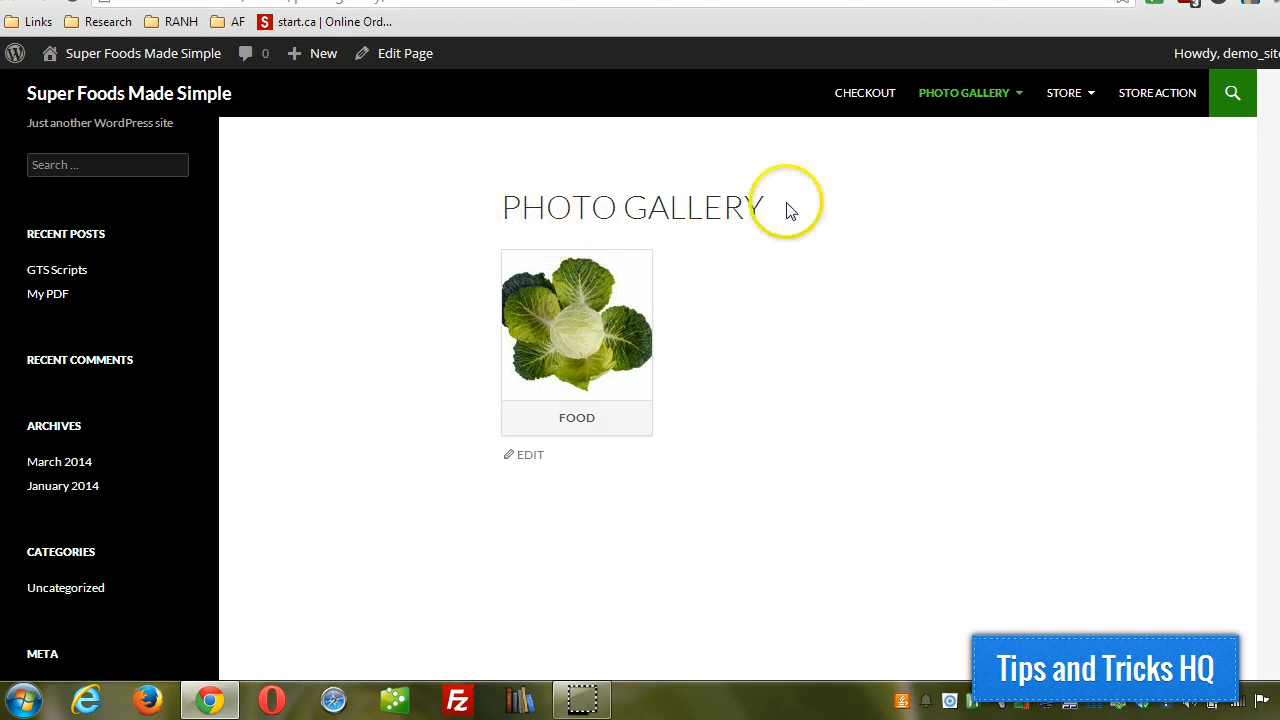 Links Research RANH AF S start.ca | Online Ord...
Super Foods Made Simple 0 New Edit Page Howdy, demo_site
Super Foods Made Simple CHECKOUT PHOTO GALLERY STORE STORE ACTION
Just another WordPress site
Search ...
PHOTO GALLERY
RECENT POSTS
GTS Scripts
My PDF
FOOD
EDIT
RECENT COMMENTS
ARCHIVES
March 2014
January 2014
CATEGORIES
Uncategorized
META
Tips and Tricks HQ